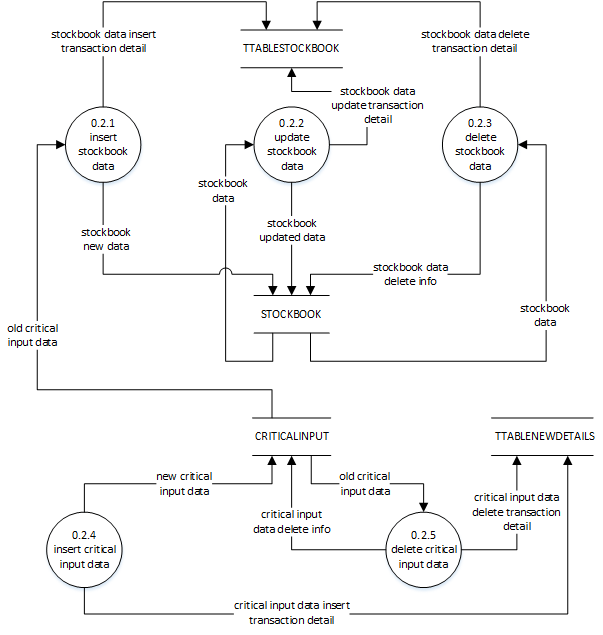 stockbook data insert
transaction detail
TTABLESTOCKBOOK
stockbook data delete
transaction detail
stockbook data
update transaction
detail
0.2.1
insert
stockbook
data
0.2.2
update
stockbook
data
0.2.3
delete
stockbook
data
stockbook
data
stockbook
new data
stockbook
updated data
stockbook data
delete info
STOCKBOOK
stockbook
data
old critical
input data
CRITICALINPUT
TTABLENEWDETAILS
new critical
input data
old critical
input data
critical input
data delete info
critical input data
delete transaction
detail
0.2.4
insert critical
input data
0.2.5
delete critical
input data
critical input data insert
transaction detail